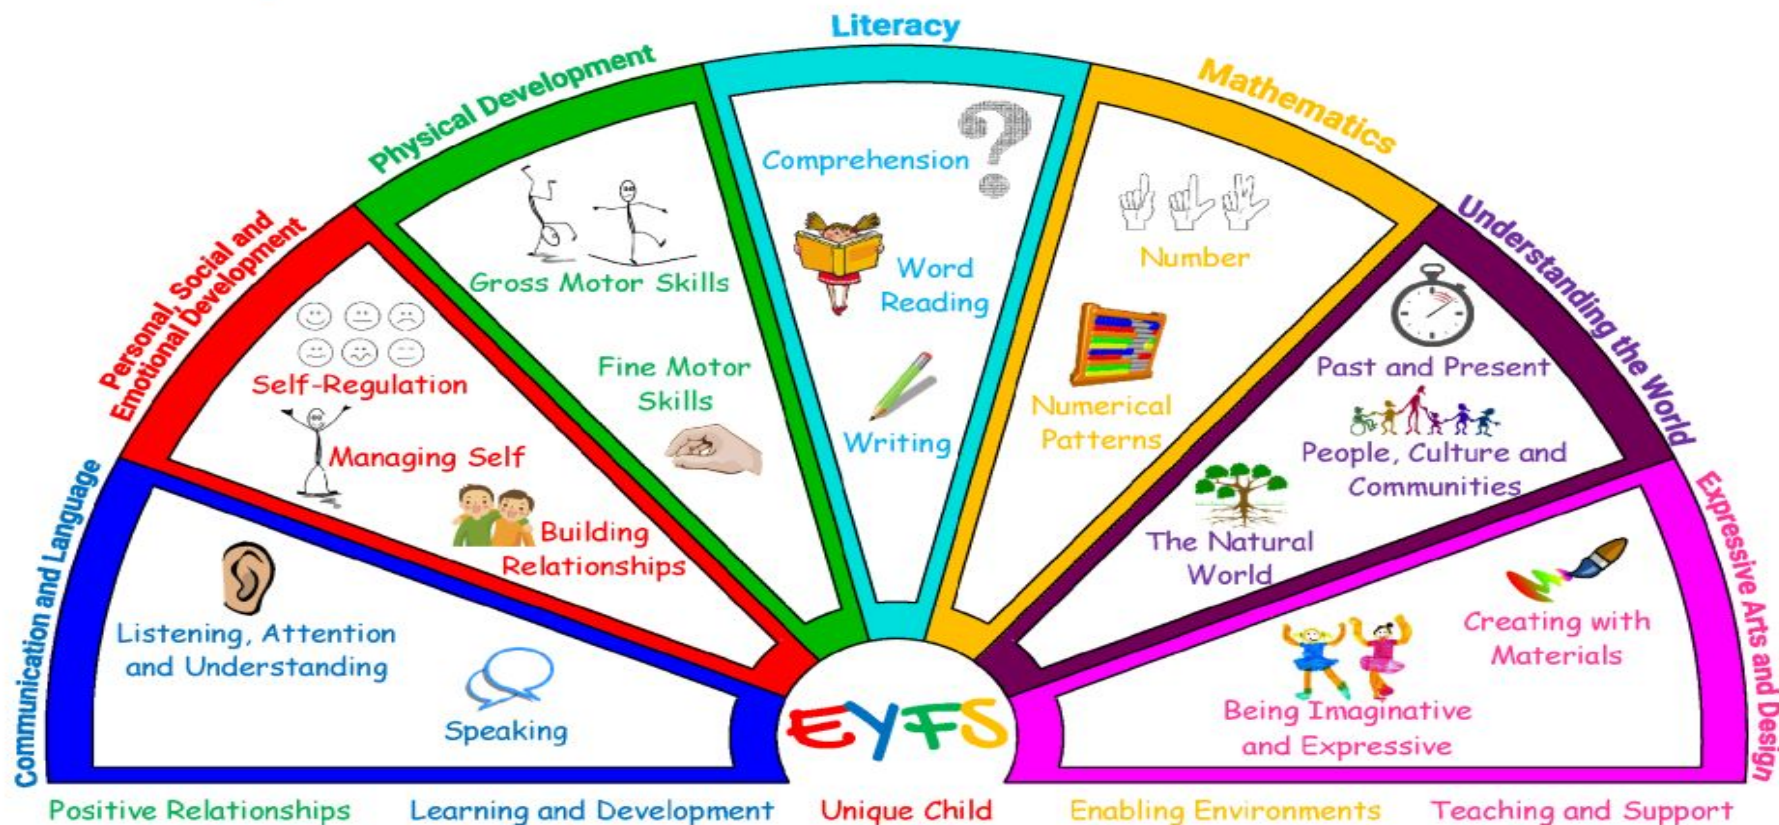 Communication and Language
Listening, Attention
and Understanding
Speaking
Personal, Social and
Emotional Development
Self-Regulation
Managing Self
Building
Relationships
Physical Development
Gross Motor Skills
Fine Motor
Skills
Literacy
Comprehension
?
Word
Reading
Writing
Mathematics
Number
Numerical
Patterns
Understanding the World
Past and Present
People, Culture and
Communities
The Natural
World
Expressive Arts and Design
Creating with
Materials
Being Imaginative
and Expressive
EYFS
Positive Relationships
Learning and Development
Unique Child
Enabling Environments
Teaching and Support